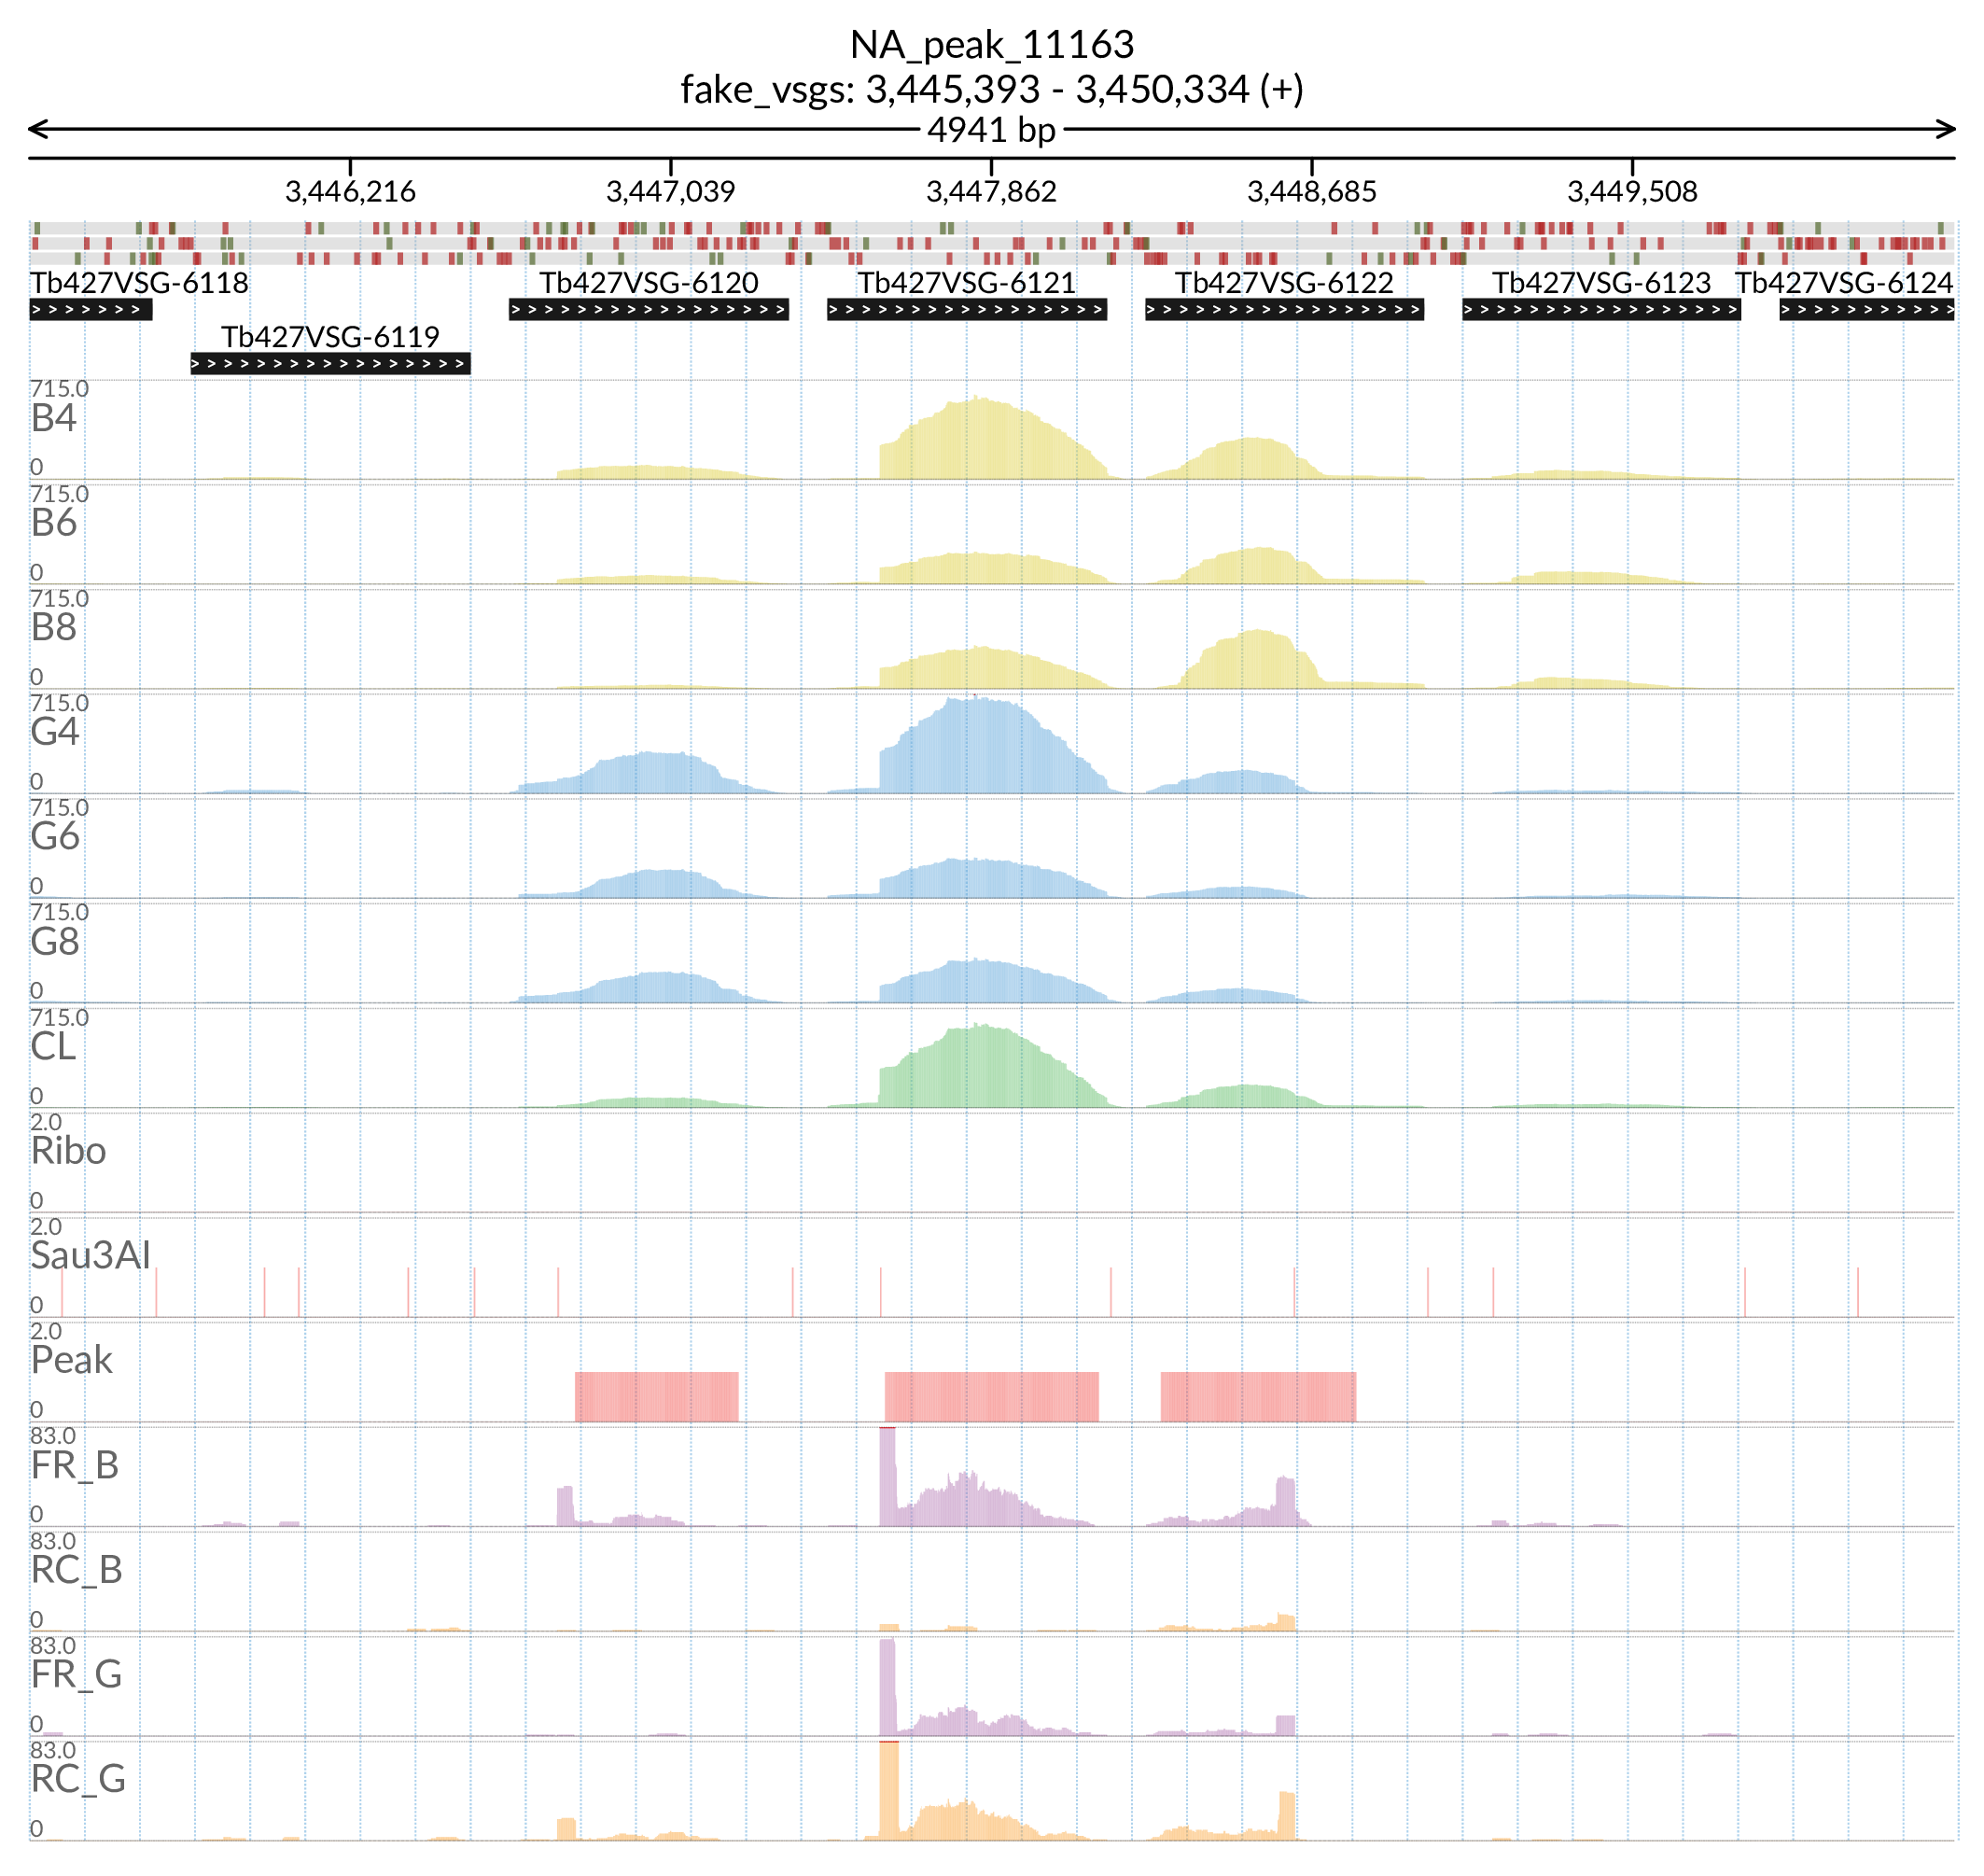 NA_peak_11163
fake_vsgs: 3,445,393 - 3,450,334 (+)
4941 bp
3,446,216 3,447,039 3,447,862 3,448,685 3,449,508
Tb427VSG-6118 Tb427VSG-6120 Tb427VSG-6121 Tb427VSG-6122 Tb427VSG-6123 Tb427VSG-6124
Tb427VSG-6119
715.0
B4
0
715.0
B6
0
715.0
B8
0
715.0
G4
0
715.0
G6
0
715.0
G8
0
715.0
CL
0
2.0
Ribo
0
2.0
Sau3AI
0
2.0
Peak
0
83.0
FR_B
0
83.0
RC_B
0
83.0
FR_G
0
83.0
RC_G
0